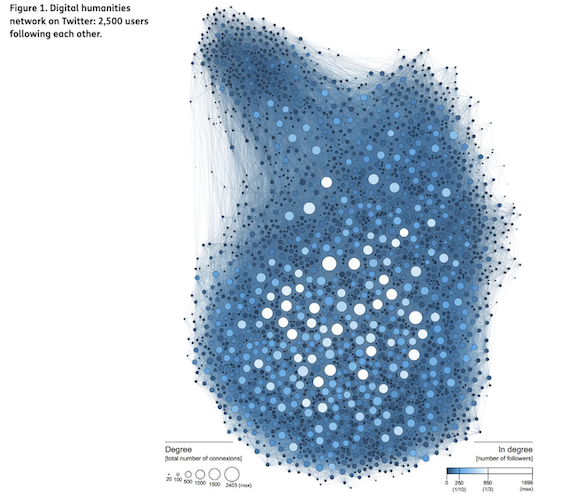 Figure 1. Digital humanities
network on Twitter: 2,500 users
following each other.
Degree
[total number of connexions]
20 100 500 1000 1500 2403 (max)
In degree
[number of followers]
0 250 850 1698
(1/10) (1/3) (max)